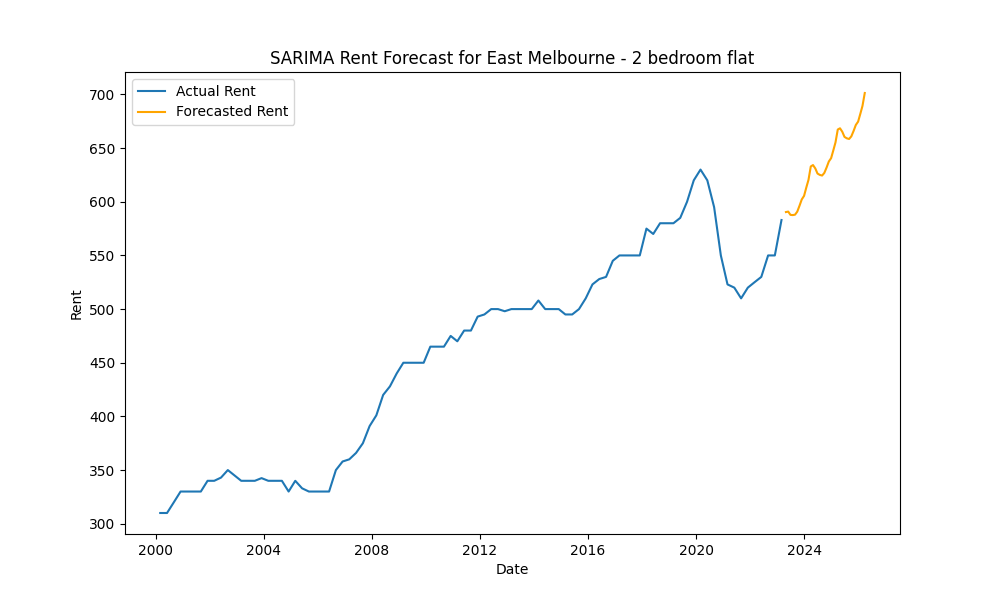 SARIMA Rent Forecast for East Melbourne - 2 bedroom flat
Actual Rent
Forecasted Rent
700
650
600
550
500
450
400
350
300
Rent
2000 2004 2008 2012 2016 2020 2024
Date